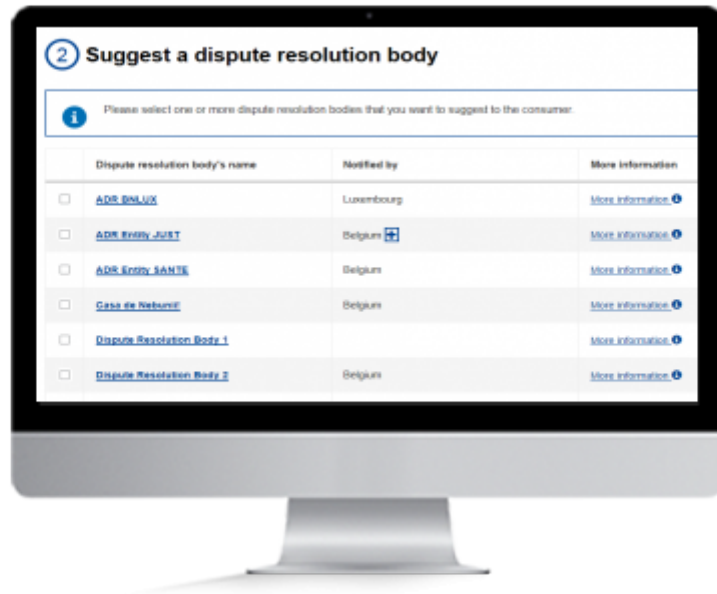 2 Suggest a dispute resolution body
Please select one or more dispute resolution bodies that you want to suggest to the consumer.
Dispute resolution body's name Notified by More information
ADR BNLUX Luxembourg More information
ADR Entity JUST Belgium More information
ADR Entity SANTE Belgium More information
Casa de Nebunii! Belgium More information
Dispute Resolution Body 1 More information
Dispute Resolution Body 2 Belgium More information